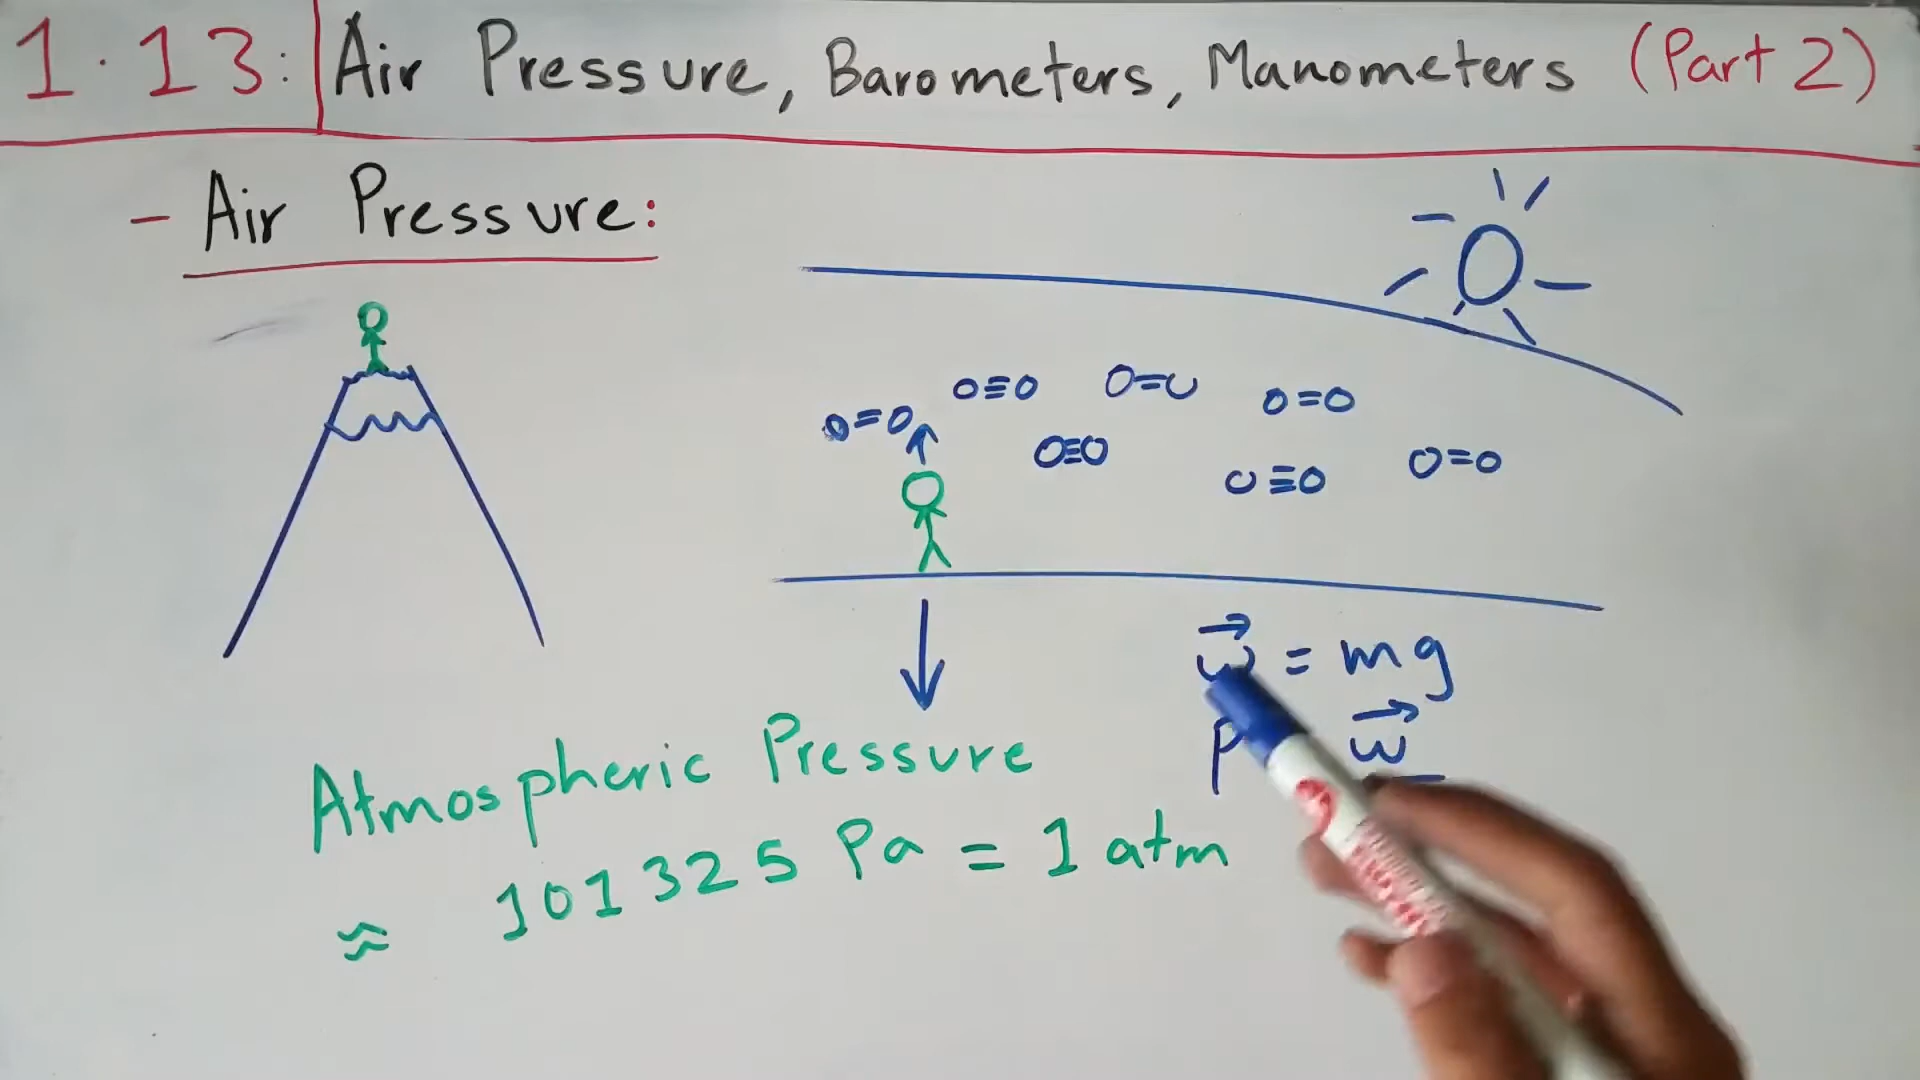 1.13: Air Pressure, Barometers, Manometers (Part 2)
- Air Pressure:
O≡O O=O O=O
O=O O≡O O≡O O=O
w = mg
P w
Atmospheric Pressure
≈ 101325 Pa = 1 atm